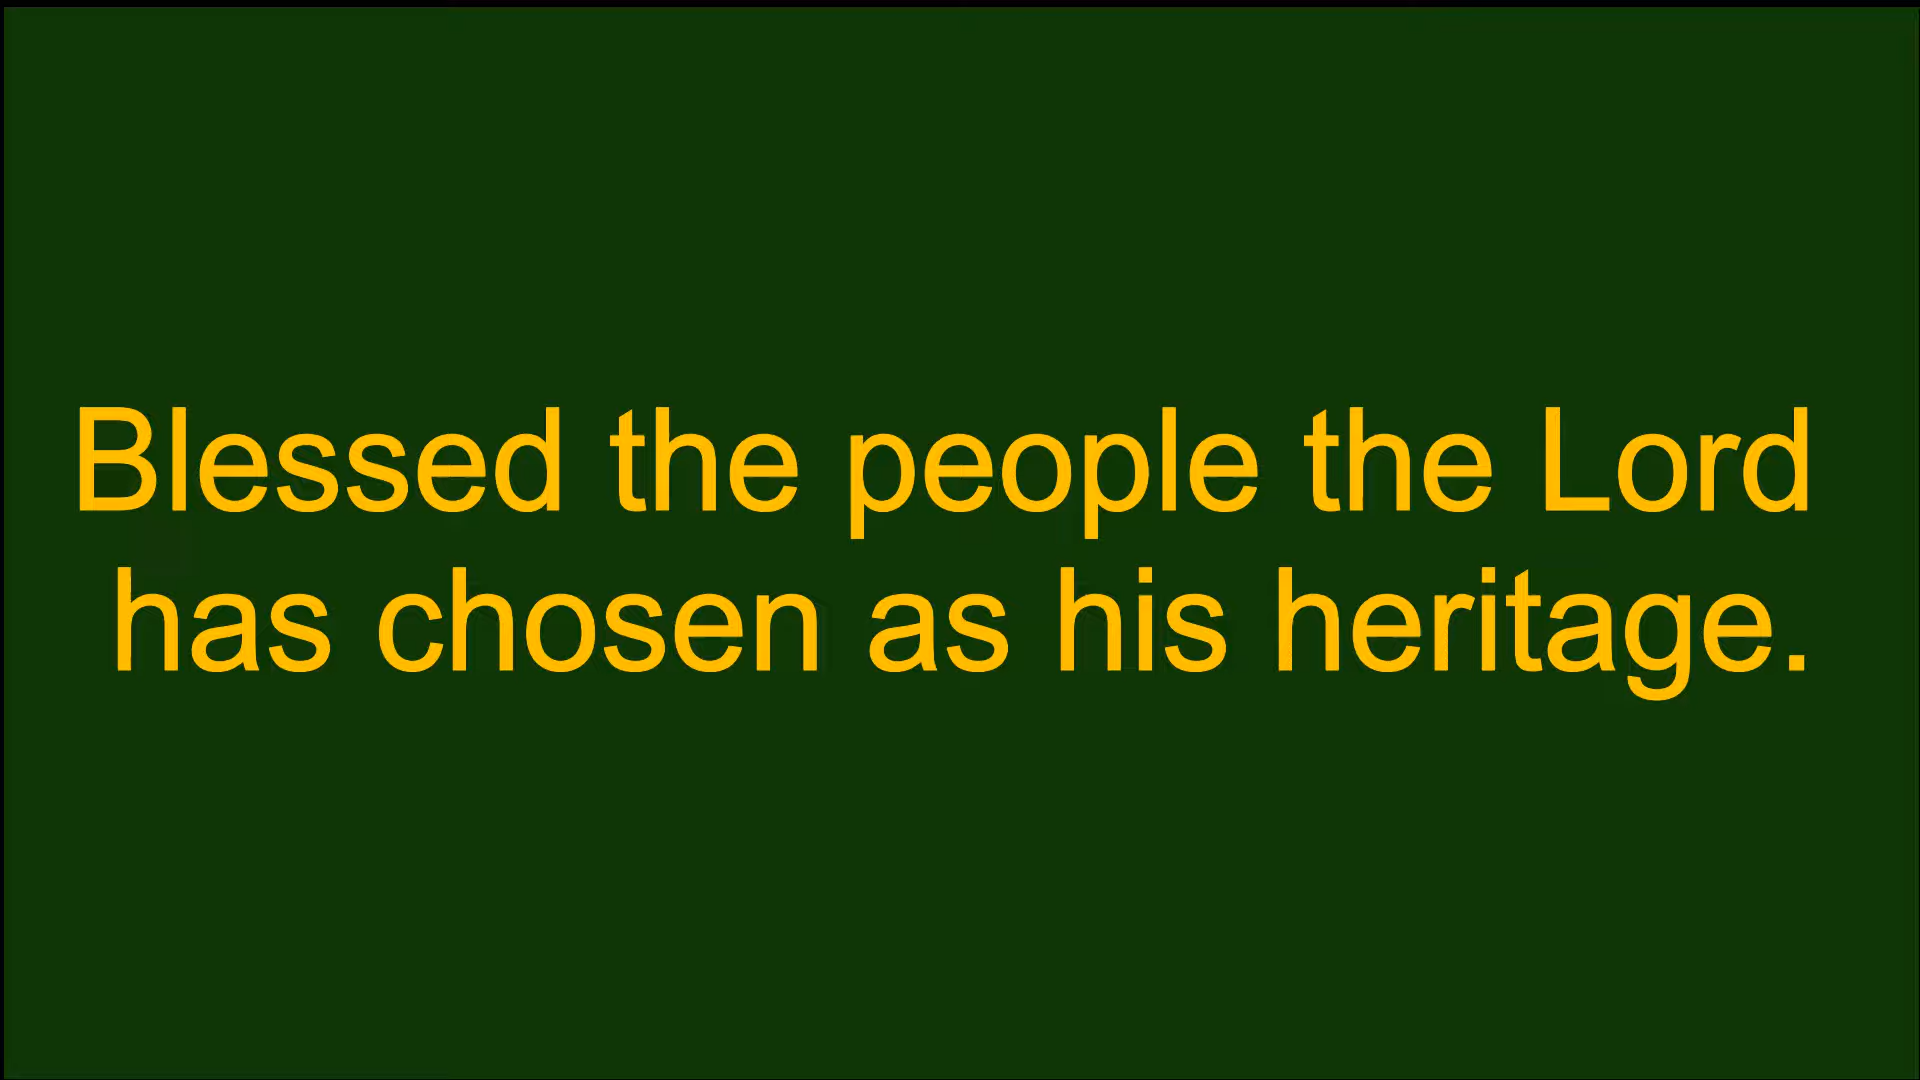 Blessed the people the Lord
has chosen as his heritage.